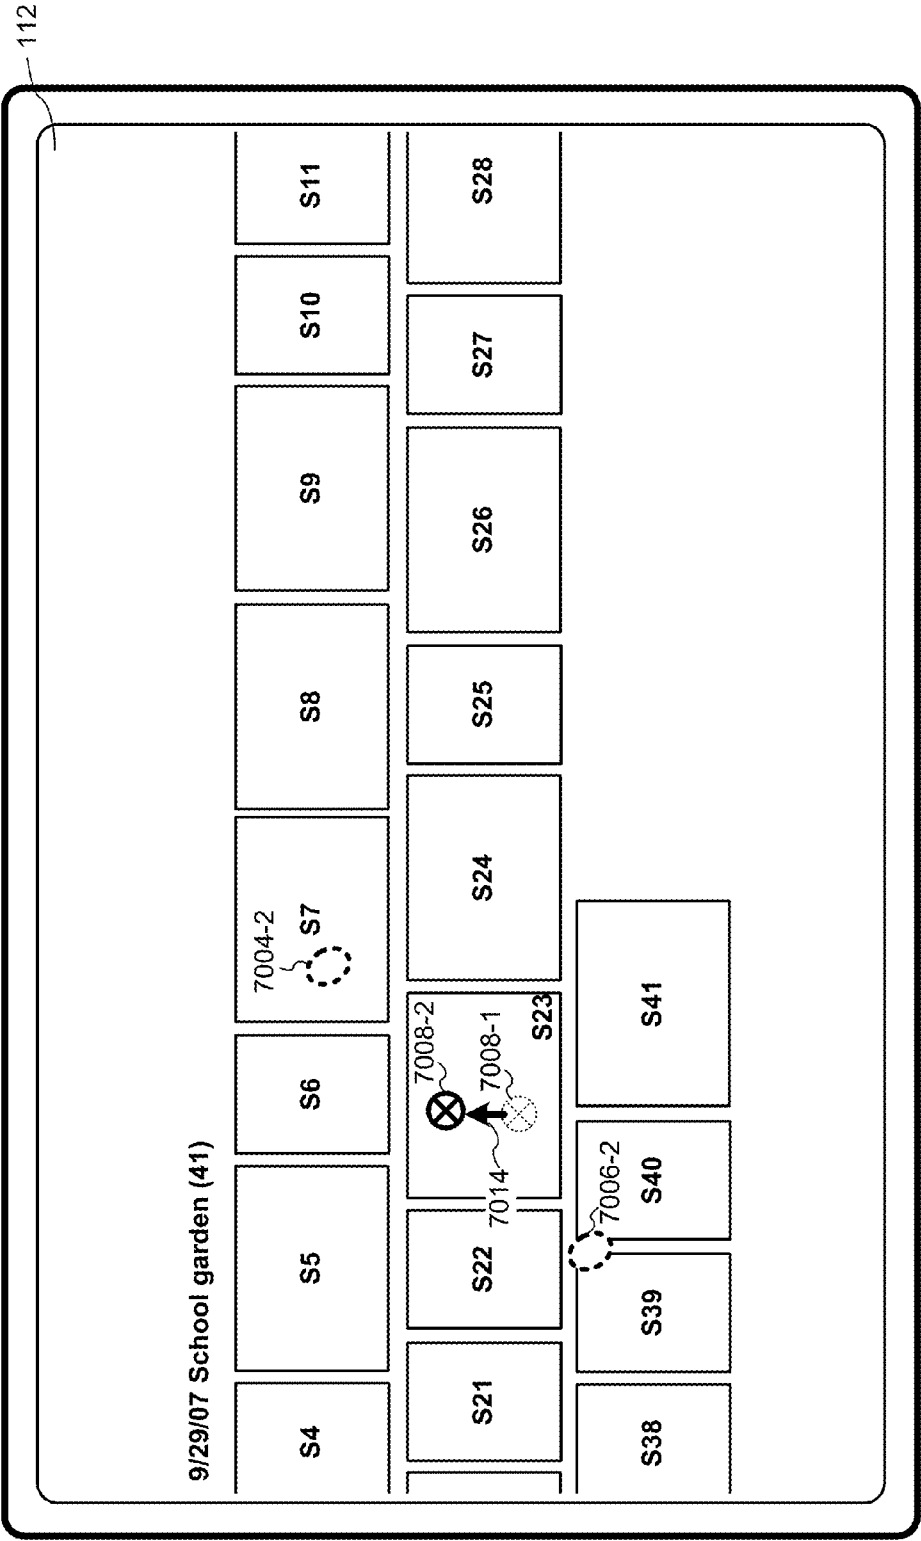 112
9/29/07 School garden (41)
S4
S5
S6
S7
7004-2
S8
S9
S10
S11
S21
S22
7014
7008-2
7008-1
S23
S24
S25
S26
S27
S28
S38
S39
7006-2
S40
S41